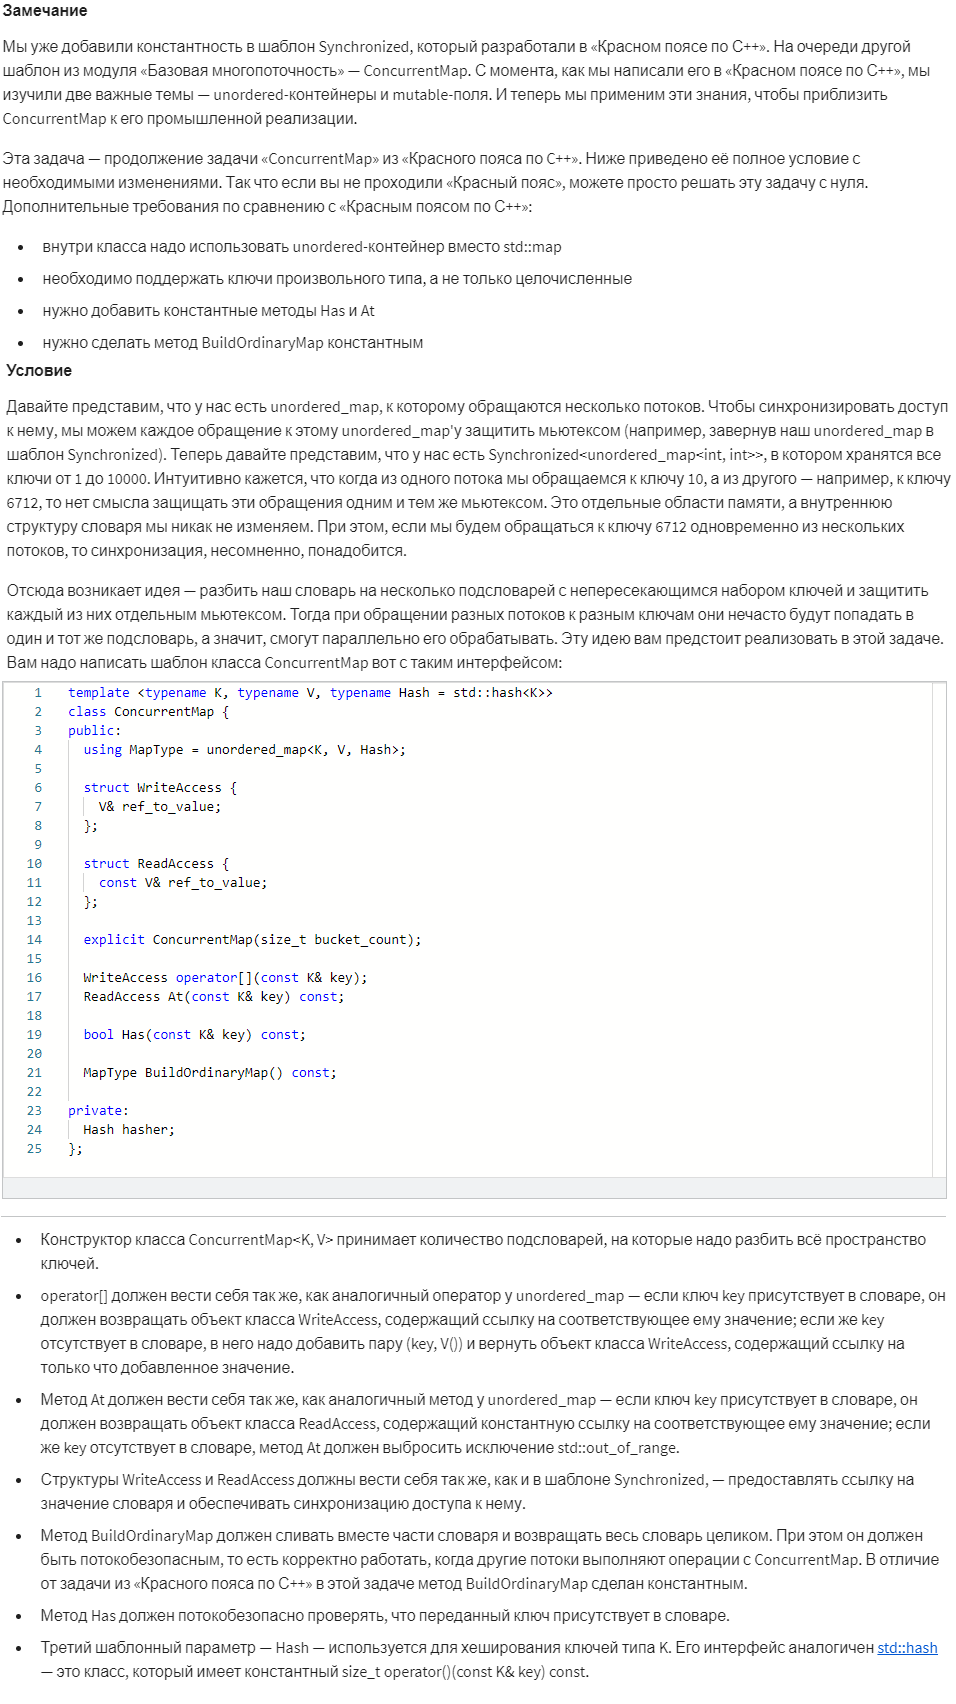 Замечание
Мы уже добавили константность в шаблон Synchronized, который разработали в «Красном поясе по C++». На очереди другой
шаблон из модуля «Базовая многопоточность» — ConcurrentMap. С момента, как мы написали его в «Красном поясе по C++», мы
изучили две важные темы — unordered-контейнеры и mutable-поля. И теперь мы применим эти знания, чтобы приблизить
ConcurrentMap к его промышленной реализации.
Эта задача — продолжение задачи «ConcurrentMap» из «Красного пояса по C++». Ниже приведено её полное условие с
необходимыми изменениями. Так что если вы не проходили «Красный пояс», можете просто решать эту задачу с нуля.
Дополнительные требования по сравнению с «Красным поясом по C++»:
• внутри класса надо использовать unordered-контейнер вместо std::map
• необходимо поддержать ключи произвольного типа, а не только целочисленные
• нужно добавить константные методы Has и At
• нужно сделать метод BuildOrdinaryMap константным
Условие
Давайте представим, что у нас есть unordered_map, к которому обращаются несколько потоков. Чтобы синхронизировать доступ
к нему, мы можем каждое обращение к этому unordered_map'у защитить мьютексом (например, завернув наш unordered_map в
шаблон Synchronized). Теперь давайте представим, что у нас есть Synchronized<unordered_map<int, int>>, в котором хранятся все
ключи от 1 до 10000. Интуитивно кажется, что когда из одного потока мы обращаемся к ключу 10, а из другого — например, к ключу
6712, то нет смысла защищать эти обращения одним и тем же мьютексом. Это отдельные области памяти, а внутреннюю
структуру словаря мы никак не изменяем. При этом, если мы будем обращаться к ключу 6712 одновременно из нескольких
потоков, то синхронизация, несомненно, понадобится.
Отсюда возникает идея — разбить наш словарь на несколько подсловарей с непересекающимся набором ключей и защитить
каждый из них отдельным мьютексом. Тогда при обращении разных потоков к разным ключам они нечасто будут попадать в
один и тот же подсловарь, а значит, смогут параллельно его обрабатывать. Эту идею вам предстоит реализовать в этой задаче.
Вам надо написать шаблон класса ConcurrentMap вот с таким интерфейсом:
1 template <typename K, typename V, typename Hash = std::hash<K>>
2 class ConcurrentMap {
3 public:
4 using MapType = unordered_map<K, V, Hash>;
5
6 struct WriteAccess {
7 V& ref_to_value;
8 };
9
10 struct ReadAccess {
11 const V& ref_to_value;
12 };
13
14 explicit ConcurrentMap(size_t bucket_count);
15
16 WriteAccess operator[](const K& key);
17 ReadAccess At(const K& key) const;
18
19 bool Has(const K& key) const;
20
21 MapType BuildOrdinaryMap() const;
22
23 private:
24 Hash hasher;
25 };
• Конструктор класса ConcurrentMap<K, V> принимает количество подсловарей, на которые надо разбить всё пространство
ключей.
• operator[] должен вести себя так же, как аналогичный оператор у unordered_map — если ключ key присутствует в словаре, он
должен возвращать объект класса WriteAccess, содержащий ссылку на соответствующее ему значение; если же key
отсутствует в словаре, в него надо добавить пару (key, V()) и вернуть объект класса WriteAccess, содержащий ссылку на
только что добавленное значение.
• Метод At должен вести себя так же, как аналогичный метод у unordered_map — если ключ key присутствует в словаре, он
должен возвращать объект класса ReadAccess, содержащий константную ссылку на соответствующее ему значение; если
же key отсутствует в словаре, метод At должен выбросить исключение std::out_of_range.
• Структуры WriteAccess и ReadAccess должны вести себя так же, как и в шаблоне Synchronized, — предоставлять ссылку на
значение словаря и обеспечивать синхронизацию доступа к нему.
• Метод BuildOrdinaryMap должен сливать вместе части словаря и возвращать весь словарь целиком. При этом он должен
быть потокобезопасным, то есть корректно работать, когда другие потоки выполняют операции с ConcurrentMap. В отличие
от задачи из «Красного пояса по C++» в этой задаче метод BuildOrdinaryMap сделан константным.
• Метод Has должен потокобезопасно проверять, что переданный ключ присутствует в словаре.
• Третий шаблонный параметр — Hash — используется для хеширования ключей типа K. Его интерфейс аналогичен std::hash
— это класс, который имеет константный size_t operator()(const K& key) const.